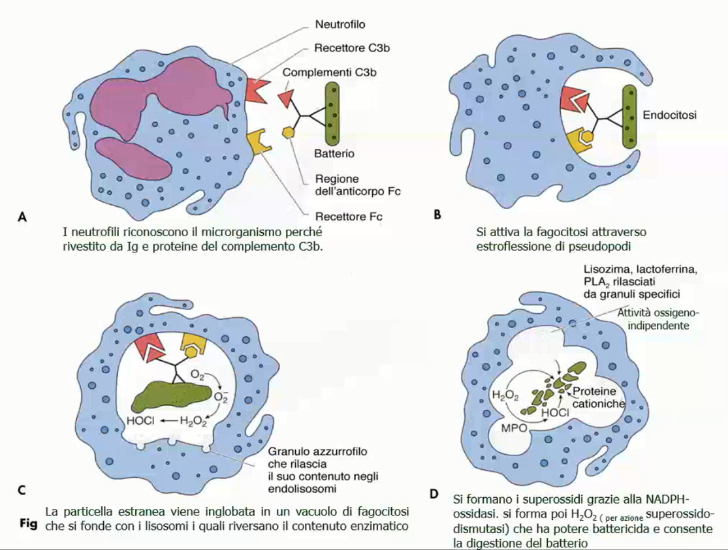 Neutrofilo
Recettore C3b
Complementi C3b
Batterio
Regione
dell'anticorpo Fc
Recettore Fc
A
I neutrofili riconoscono il microrganismo perché
rivestito da Ig e proteine del complemento C3b.
Endocitosi
B
Si attiva la fagocitosi attraverso
estroflessione di pseudopodi
O2
O2
HOCl
H2O2
Granulo azzurrofilo
che rilascia
il suo contenuto negli
endolisosomi
C
La particella estranea viene inglobata in un vacuolo di fagocitosi
Fig che si fonde con i lisosomi i quali riversano il contenuto enzimatico
Lisozima, lactoferrina,
PLA2 rilasciati
da granuli specifici
Attività ossigeno-
indipendente
H2O2
Proteine
cationiche
HOCl
MPO
D
Si formano i superossidi grazie alla NADPH-
ossidasi. si forma poi H2O2 ( per azione superossido-
dismutasi) che ha potere battericida e consente
la digestione del batterio